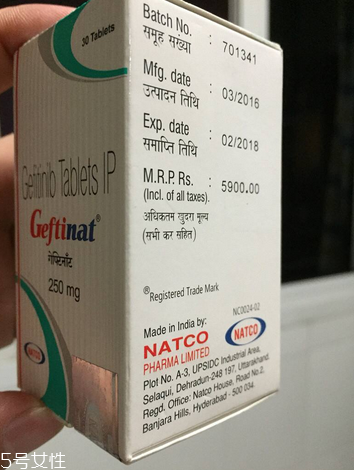 30 Tablets
Gefitinib Tablets IP
Geftinat®
गेफ्टिनॅट
250 mg
NATCO
Batch No. : 701341
समूह संख्या
Mfg. date : 03/2016
उत्पादन तिथि
Exp. date : 02/2018
समाप्ति तिथि
M.R.P. Rs. : 5900.00
(Incl. of all taxes).
अधिकतम खुदरा मूल्य
(सभी कर सहित)
®Registered Trade Mark
NC0024-02
Made in India by:
NATCO
NATCO
PHARMA LIMITED
Plot No. A-3, UPSIDC Industrial Area,
Selaqui, Dehradun-248 197, Uttarakhand.
Regd. Office: Natco House, Road No.2,
Banjara Hills, Hyderabad - 500 034.
5号女性